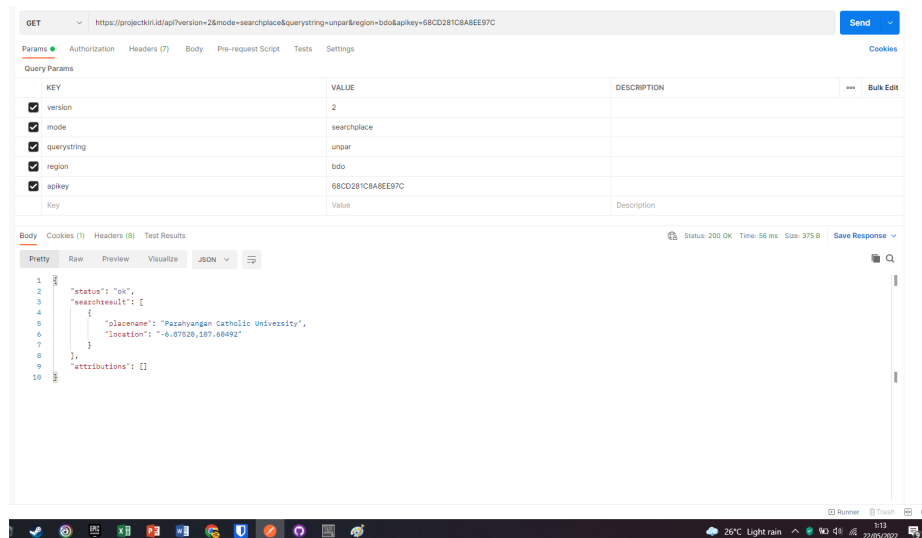 GET https://projectkiri.id/api?version=2&mode=searchplace&querystring=unpar&region=bdo&apikey=68CD281C8A8EE97C Send
Params Authorization Headers (7) Body Pre-request Script Tests Settings Cookies
Query Params
KEY VALUE DESCRIPTION ooo Bulk Edit
version 2
mode searchplace
querystring unpar
region bdo
apikey 68CD281C8A8EE97C
Key Value Description
Body Cookies (1) Headers (8) Test Results Status: 200 OK Time: 56 ms Size: 375 B Save Response
Pretty Raw Preview Visualize JSON
1 {
2 "status": "ok",
3 "searchresult": [
4 {
5 "placename": "Parahyangan Catholic University",
6 "location": "-6.87520,107.60492"
7 }
8 ],
9 "attributions": []
10 }
Runner Trash
26°C Light rain 1:13
22/05/2022